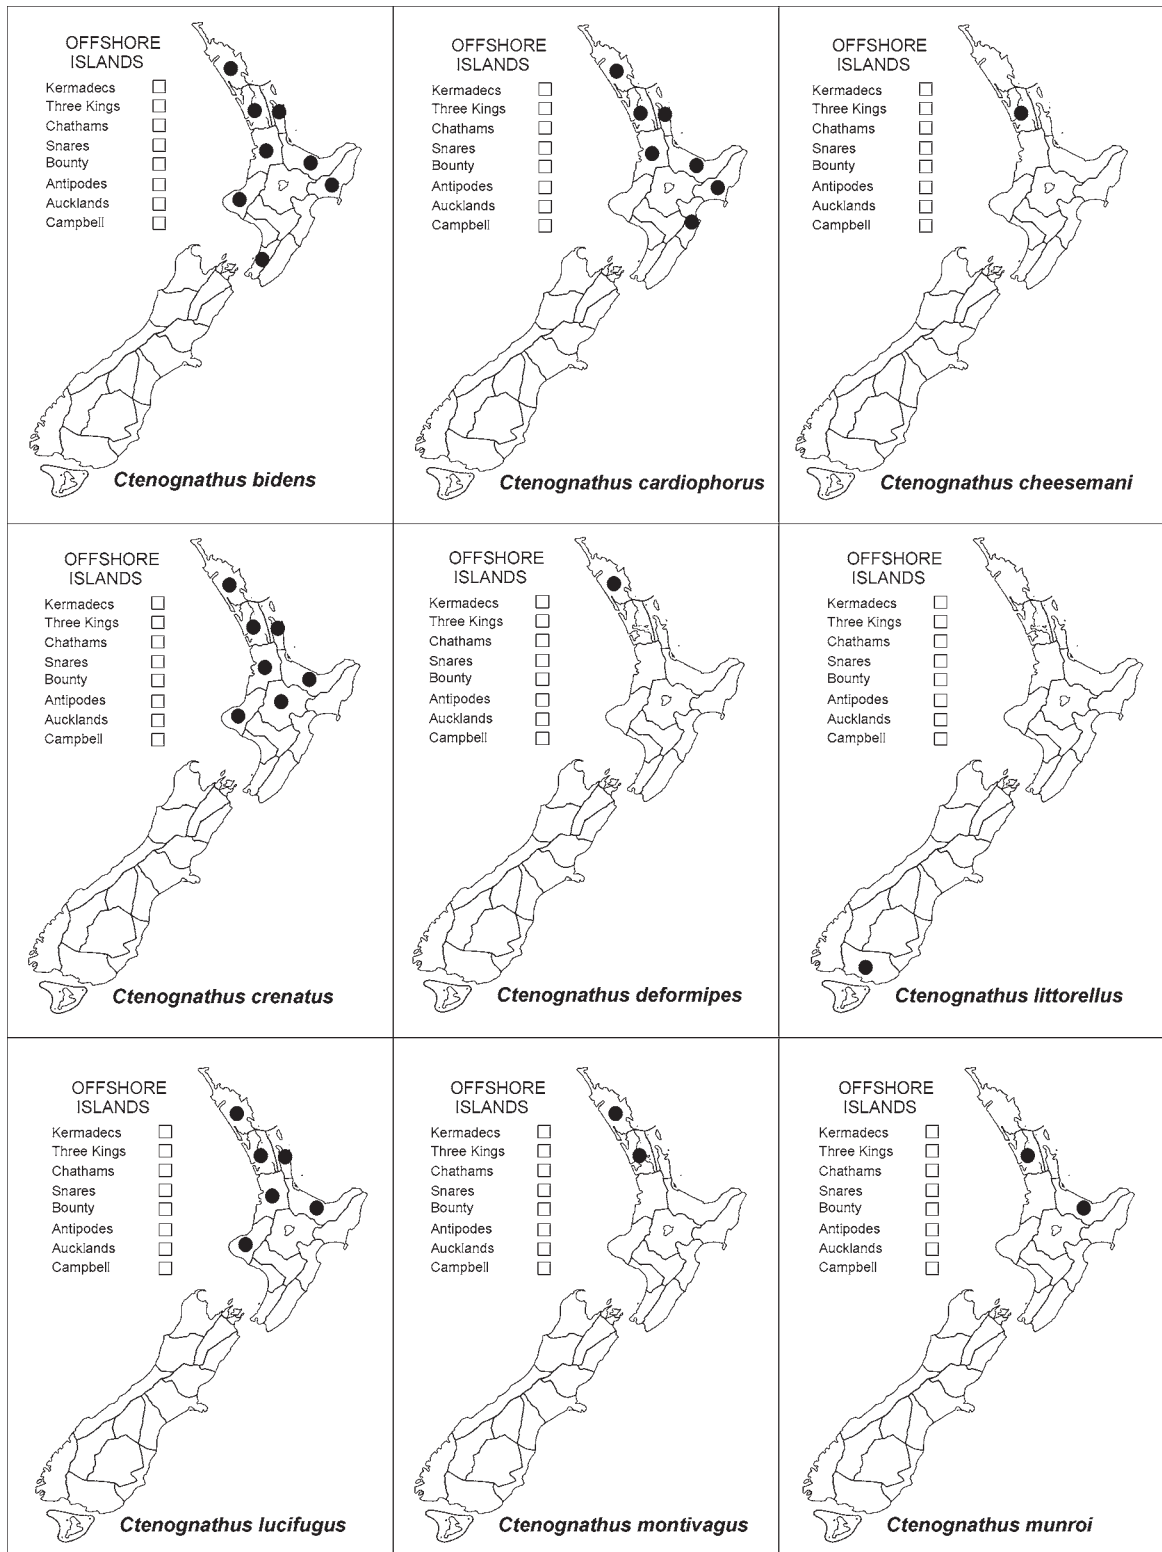 OFFSHORE
ISLANDS
Kermadecs
Three Kings
Chathams
Snares
Bounty
Antipodes
Aucklands
Campbell
Ctenognathus bidens
OFFSHORE
ISLANDS
Kermadecs
Three Kings
Chathams
Snares
Bounty
Antipodes
Aucklands
Campbell
Ctenognathus cardiophorus
OFFSHORE
ISLANDS
Kermadecs
Three Kings
Chathams
Snares
Bounty
Antipodes
Aucklands
Campbell
Ctenognathus cheesemani
OFFSHORE
ISLANDS
Kermadecs
Three Kings
Chathams
Snares
Bounty
Antipodes
Aucklands
Campbell
Ctenognathus crenatus
OFFSHORE
ISLANDS
Kermadecs
Three Kings
Chathams
Snares
Bounty
Antipodes
Aucklands
Campbell
Ctenognathus deformipes
OFFSHORE
ISLANDS
Kermadecs
Three Kings
Chathams
Snares
Bounty
Antipodes
Aucklands
Campbell
Ctenognathus littorellus
OFFSHORE
ISLANDS
Kermadecs
Three Kings
Chathams
Snares
Bounty
Antipodes
Aucklands
Campbell
Ctenognathus lucifugus
OFFSHORE
ISLANDS
Kermadecs
Three Kings
Chathams
Snares
Bounty
Antipodes
Aucklands
Campbell
Ctenognathus montivagus
OFFSHORE
ISLANDS
Kermadecs
Three Kings
Chathams
Snares
Bounty
Antipodes
Aucklands
Campbell
Ctenognathus munroi